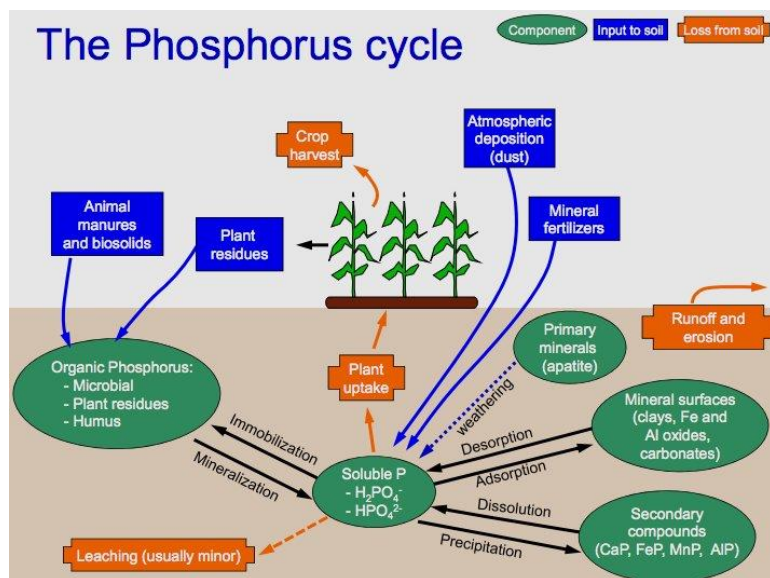 The Phosphorus cycle
Component
Input to soil
Loss from soil
Crop
harvest
Atmospheric
deposition
(dust)
Animal
manures
and biosolids
Plant
residues
Mineral
fertilizers
Runoff and
erosion
Primary
minerals
(apatite)
Organic Phosphorus:
- Microbial
- Plant residues
- Humus
Plant
uptake
weathering
Mineral surfaces
(clays, Fe and
Al oxides,
carbonates)
Immobilization
Mineralization
Desorption
Adsorption
Soluble P
- H₂PO₄⁻
- HPO₄²⁻
Dissolution
Precipitation
Secondary
compounds
(CaP, FeP, MnP, AlP)
Leaching (usually minor)